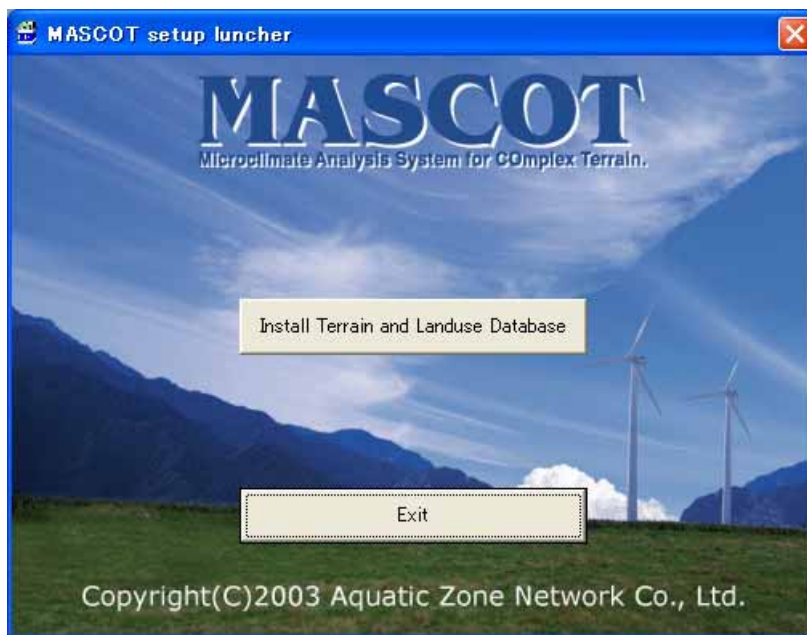 MASCOT setup luncher
MASCOT
Microclimate Analysis System for COmplex Terrain.
Install Terrain and Landuse Database
Exit
Copyright(C)2003 Aquatic Zone Network Co., Ltd.